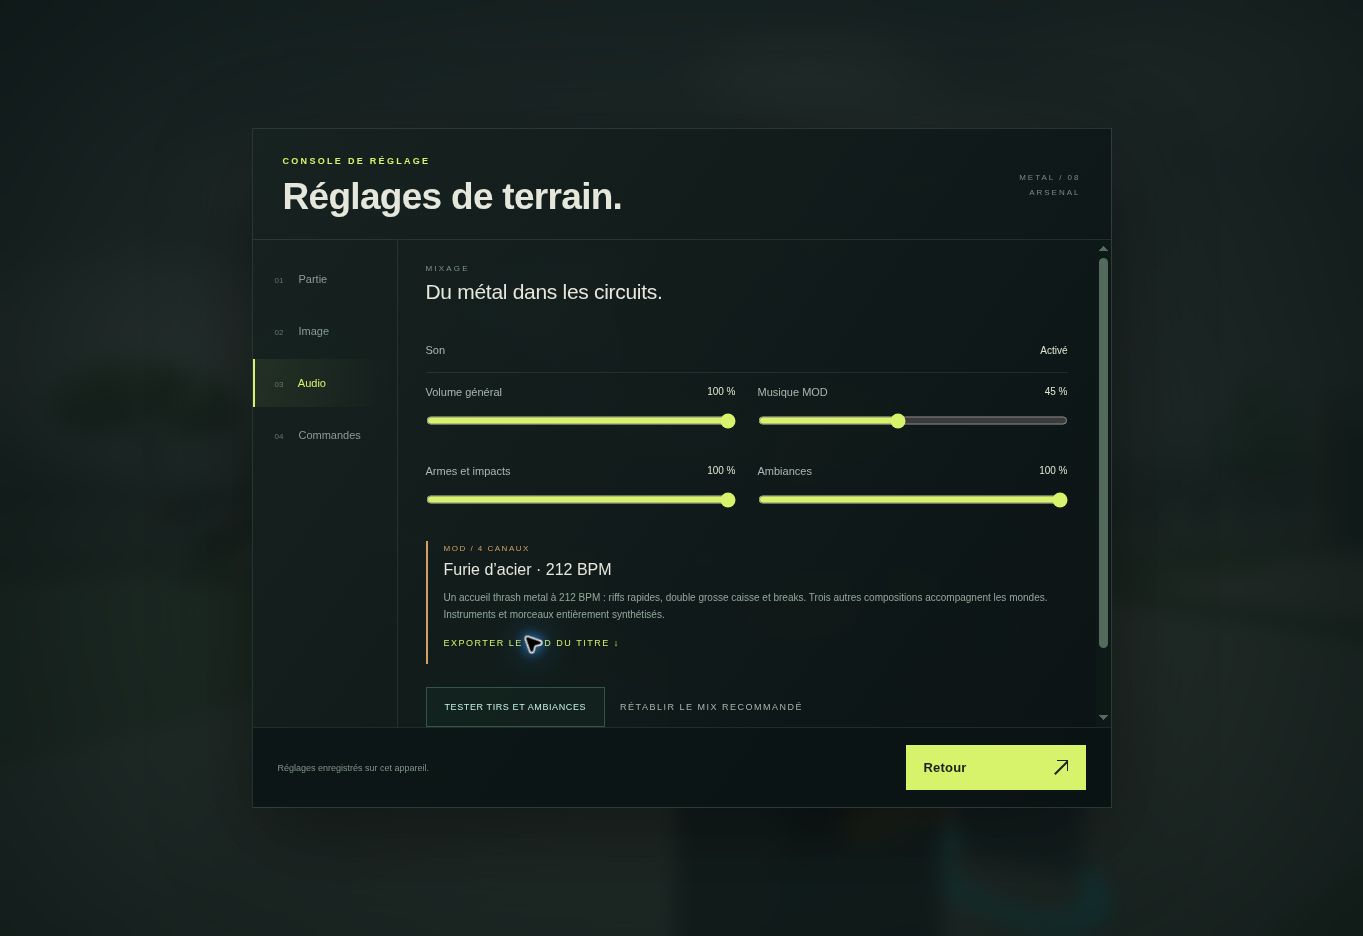 CONSOLE DE RÉGLAGE
Réglages de terrain.
METAL / 08
ARSENAL
01 Partie
02 Image
03 Audio
04 Commandes
MIXAGE
Du métal dans les circuits.
Son Activé
Volume général 100 % Musique MOD 45 %
Armes et impacts 100 % Ambiances 100 %
MOD / 4 CANAUX
Furie d’acier · 212 BPM
Un accueil thrash metal à 212 BPM : riffs rapides, double grosse caisse et breaks. Trois autres compositions accompagnent les mondes.
Instruments et morceaux entièrement synthétisés.
EXPORTER LE DU TITRE ↓
TESTER TIRS ET AMBIANCES RÉTABLIR LE MIX RECOMMANDÉ
Réglages enregistrés sur cet appareil.
Retour